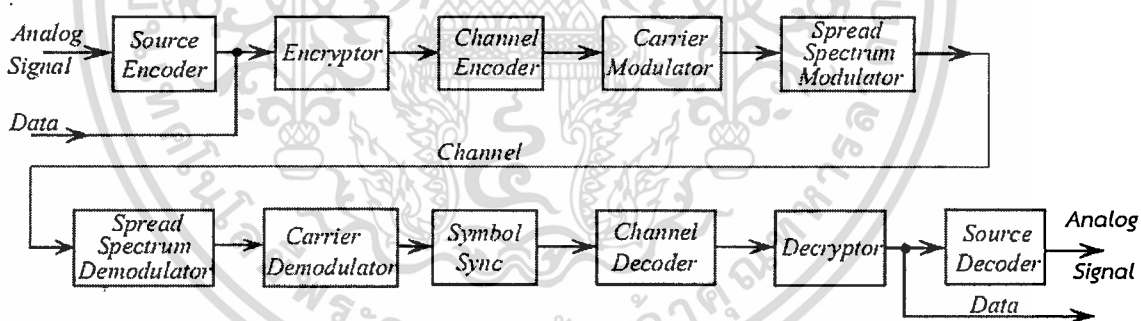 Analog
Signal
Source
Encoder
Encryptor
Channel
Encoder
Carrier
Modulator
Spread
Spectrum
Modulator
Data
Channel
Spread
Spectrum
Demodulator
Carrier
Demodulator
Symbol
Sync
Channel
Decoder
Decryptor
Source
Decoder
Analog
Signal
Data